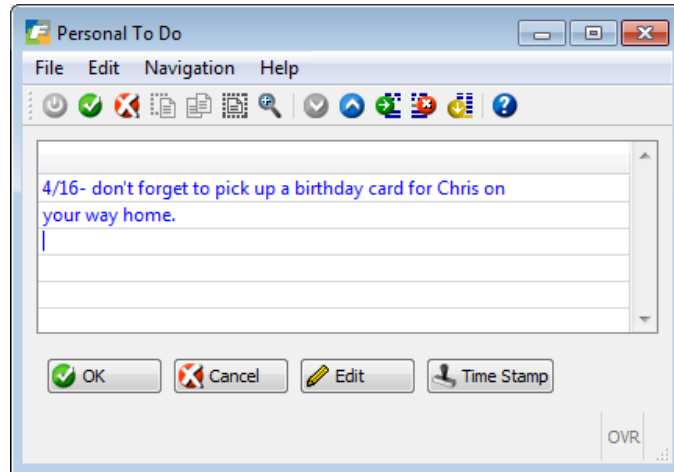 Personal To Do
File Edit Navigation Help
4/16- don't forget to pick up a birthday card for Chris on
your way home.
OK Cancel Edit Time Stamp
OVR